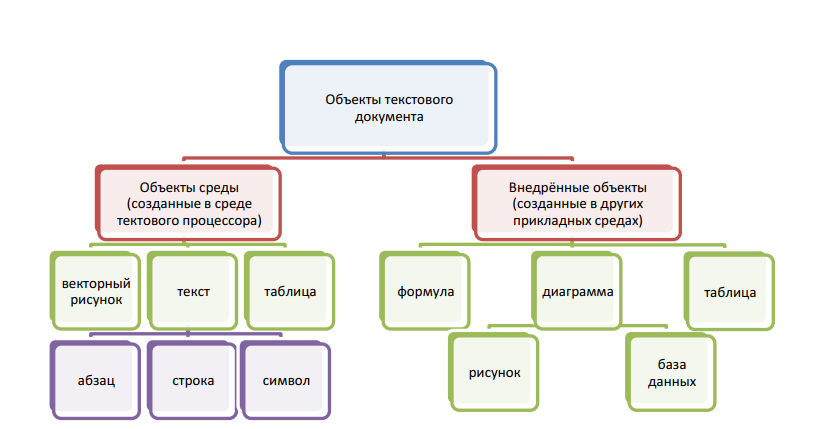 Объекты текстового
документа
Объекты среды
(созданные в среде
тектового процессора)
Внедрённые объекты
(созданные в других
прикладных средах)
векторный
рисунок
текст
таблица
формула
диаграмма
таблица
абзац
строка
символ
рисунок
база
данных